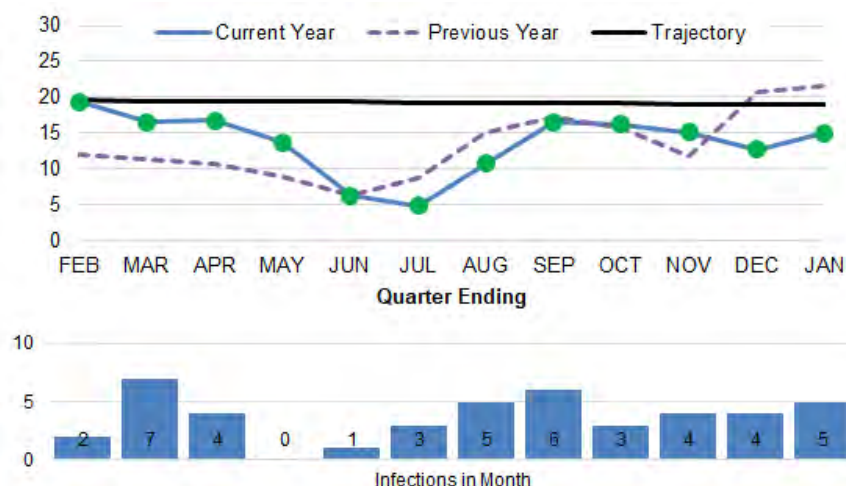 30
Current Year Previous Year Trajectory
25
20
15
10
5
0
FEB MAR APR MAY JUN JUL AUG SEP OCT NOV DEC JAN
Quarter Ending
10
5
2 7 4 0 1 3 5 6 3 4 4 5
0
Infections in Month